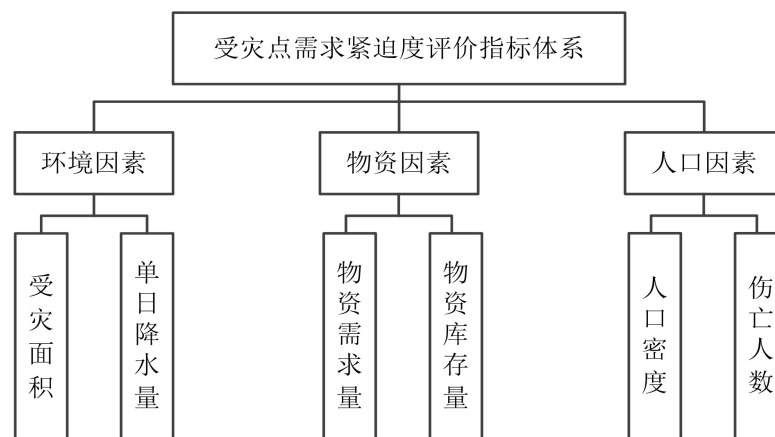 受灾点需求紧迫度评价指标体系
环境因素
物资因素
人口因素
受灾面积
单日降水量
物资需求量
物资库存量
人口密度
伤亡人数